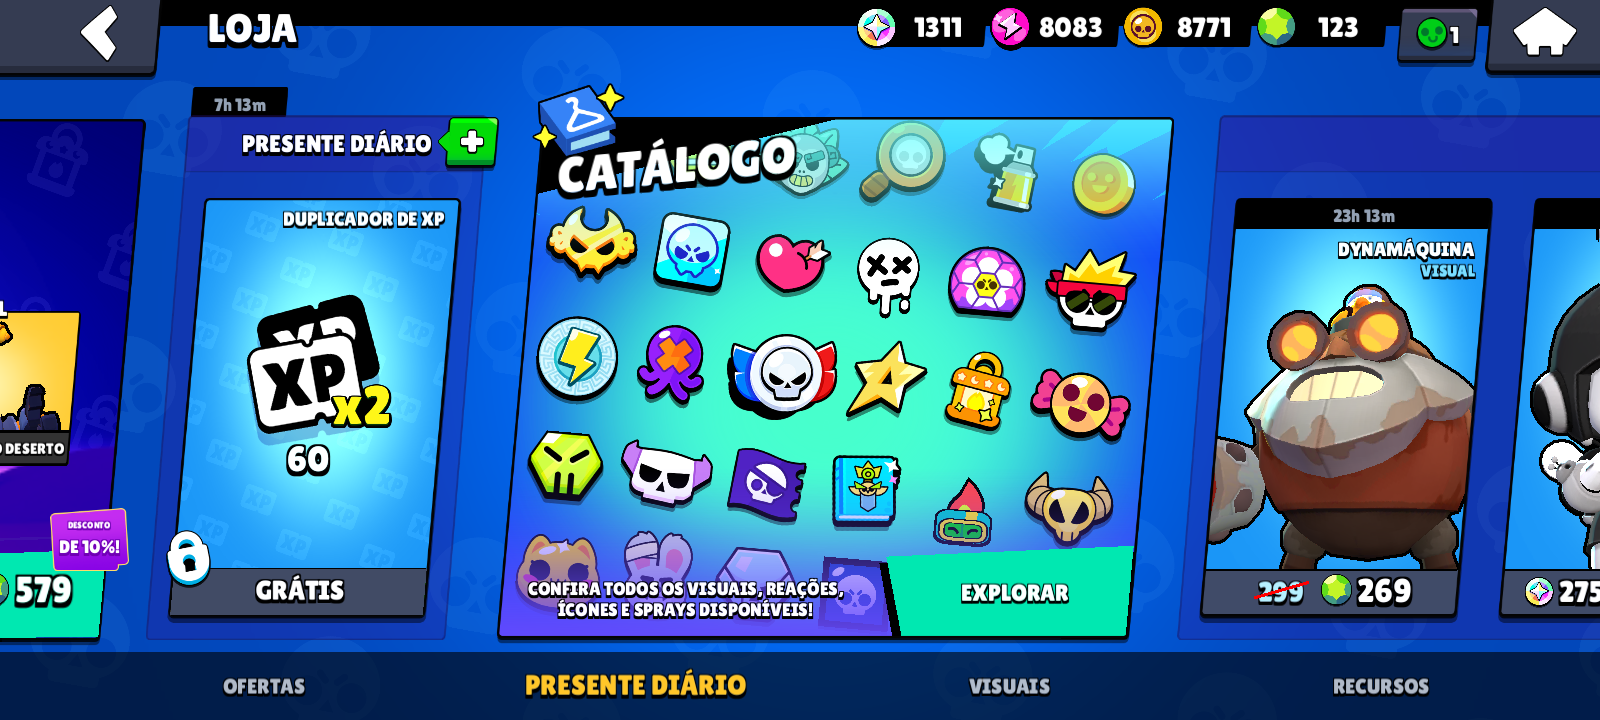 LOJA
1311
8083
8771
123
1
7h 13m
PRESENTE DIÁRIO
DUPLICADOR DE XP
XP
x2
60
GRÁTIS
DESERTO
DESCONTO
DE 10%!
579
CATÁLOGO
CONFIRA TODOS OS VISUAIS, REAÇÕES,
ÍCONES E SPRAYS DISPONÍVEIS!
EXPLORAR
23h 13m
DYNAMÁQUINA
VISUAL
299
269
275
OFERTAS
PRESENTE DIÁRIO
VISUAIS
RECURSOS